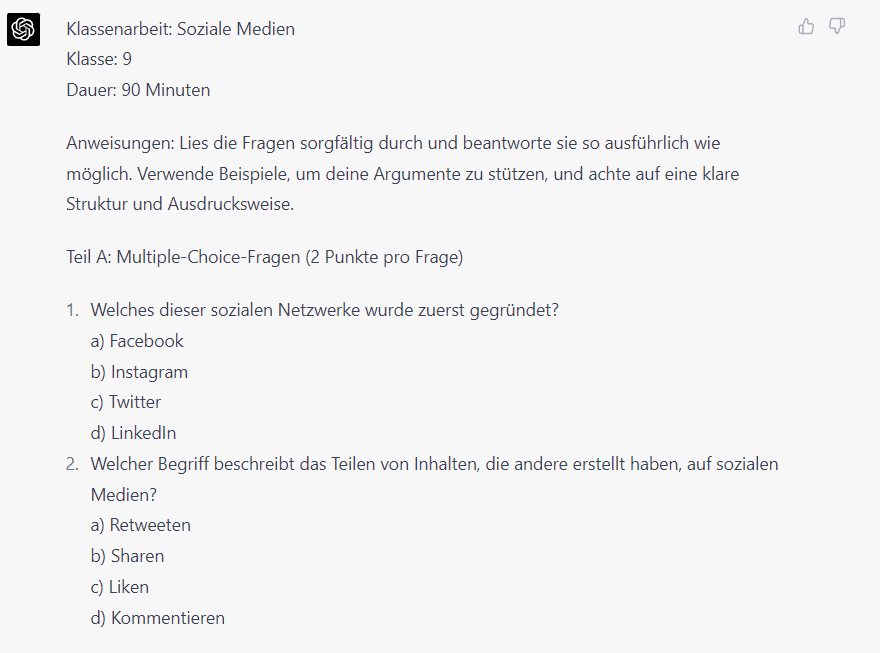 Klassenarbeit: Soziale Medien
Klasse: 9
Dauer: 90 Minuten
Anweisungen: Lies die Fragen sorgfältig durch und beantworte sie so ausführlich wie
möglich. Verwende Beispiele, um deine Argumente zu stützen, und achte auf eine klare
Struktur und Ausdrucksweise.
Teil A: Multiple-Choice-Fragen (2 Punkte pro Frage)
1. Welches dieser sozialen Netzwerke wurde zuerst gegründet?
a) Facebook
b) Instagram
c) Twitter
d) LinkedIn
2. Welcher Begriff beschreibt das Teilen von Inhalten, die andere erstellt haben, auf sozialen
Medien?
a) Retweeten
b) Sharen
c) Liken
d) Kommentieren